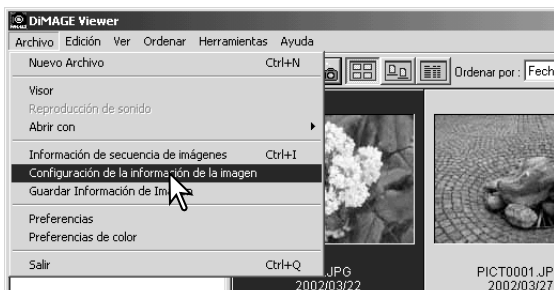 DiMAGE Viewer
Archivo Edición Ver Ordenar Herramientas Ayuda
Nuevo Archivo Ctrl+N
Ordenar por : Fech
Visor
Reproducción de sonido
Abrir con
Información de secuencia de imágenes Ctrl+I
Configuración de la información de la imagen
Guardar Información de
Preferencias
Preferencias de color
Salir Ctrl+Q
.JPG
2002/03/22
PICT0001.JP
2002/03/27